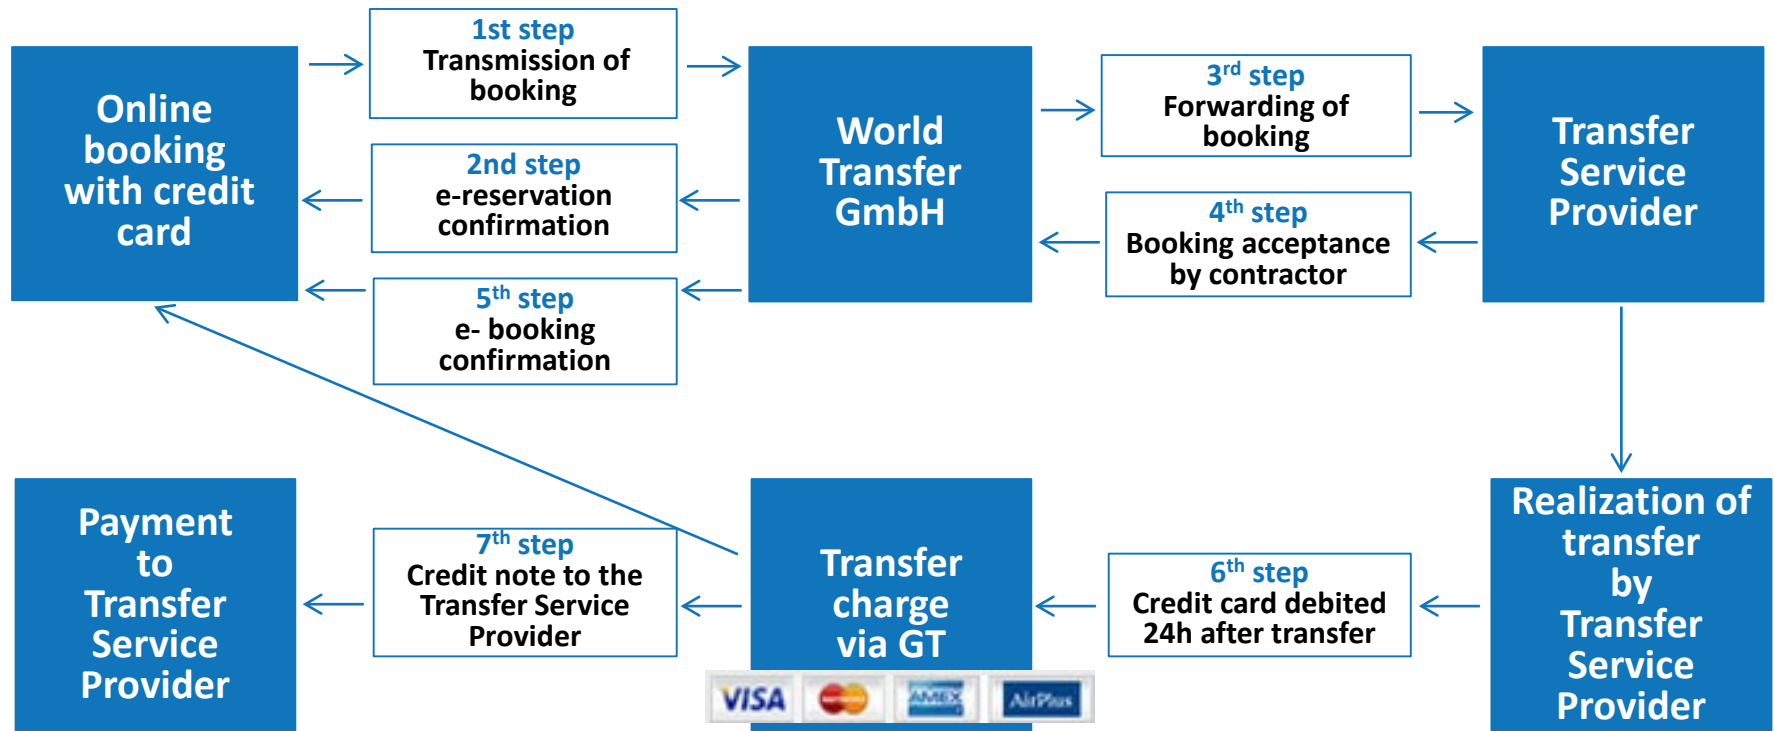 Online
booking
with credit
card
1st step
Transmission of
booking
2nd step
e-reservation
confirmation
5th step
e- booking
confirmation
World
Transfer
GmbH
3rd step
Forwarding of
booking
4th step
Booking acceptance
by contractor
Transfer
Service
Provider
Payment
to
Transfer
Service
Provider
7th step
Credit note to the
Transfer Service
Provider
Transfer
charge
via GT
VISA
MasterCard
AMEX
AirPlus
6th step
Credit card debited
24h after transfer
Realization of
transfer
by
Transfer
Service
Provider